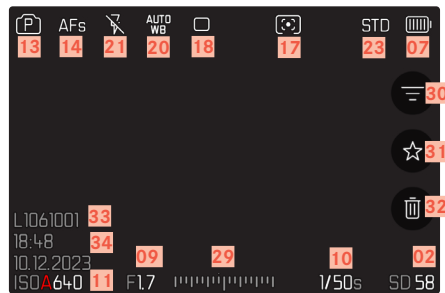 P AFs AUTO WB STD
13 14 21 20 18 17 23 07
30
31
32
L1061001 33
18:48 34
10.12.2023
ISO A 640 11 F1.7 09 29 1/50s 10 SD 58 02